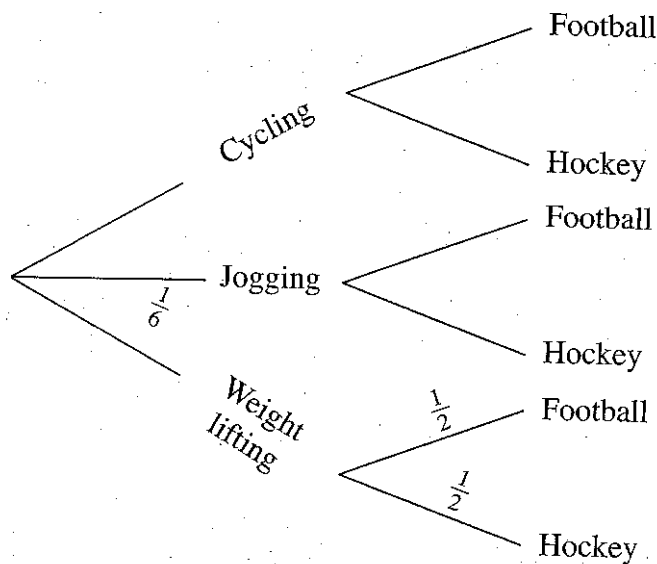 Football
Cycling
Hockey
Football
Jogging
1/6
Hockey
Weight
lifting
1/2
Football
1/2
Hockey